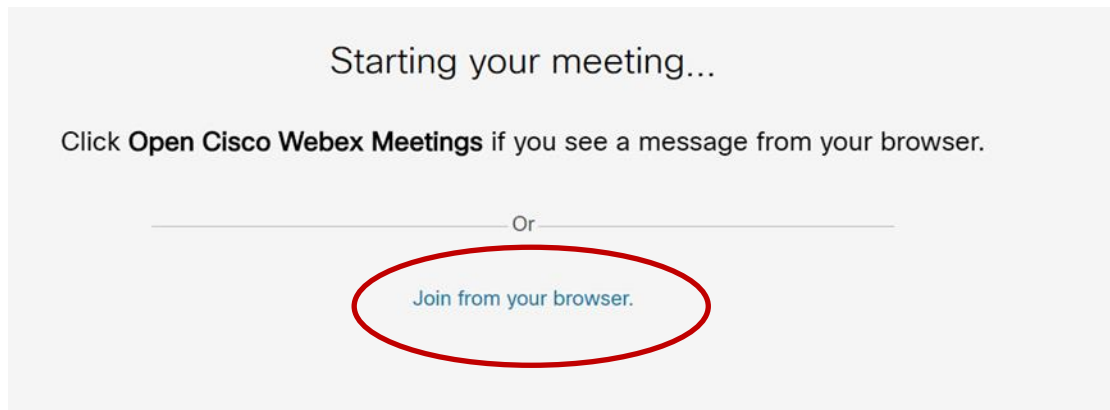 Starting your meeting...
Click Open Cisco Webex Meetings if you see a message from your browser.
Or
Join from your browser.